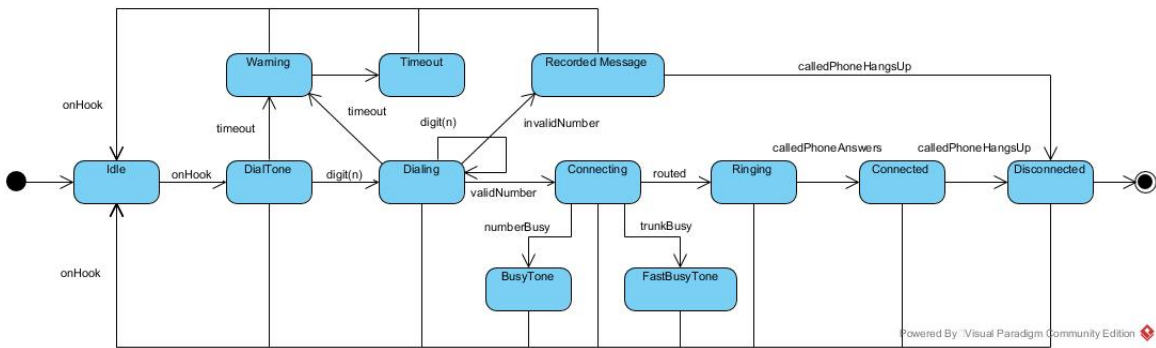 Warning
Timeout
Recorded Message
calledPhoneHangsUp
onHook
timeout
timeout
digit(n)
invalidNumber
Idle
onHook
DialTone
digit(n)
Dialing
validNumber
Connecting
routed
Ringing
calledPhoneAnswers
Connected
calledPhoneHangsUp
Disconnected
numberBusy
trunkBusy
onHook
BusyTone
FastBusyTone
Powered By Visual Paradigm Community Edition